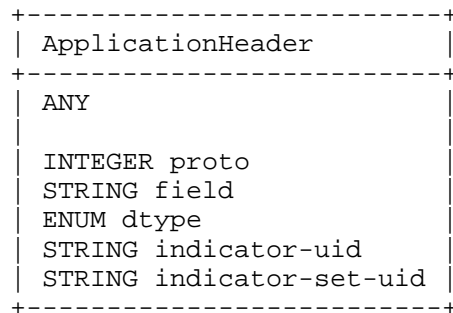 ApplicationHeader
ANY
INTEGER proto
STRING field
ENUM dtype
STRING indicator-uid
STRING indicator-set-uid